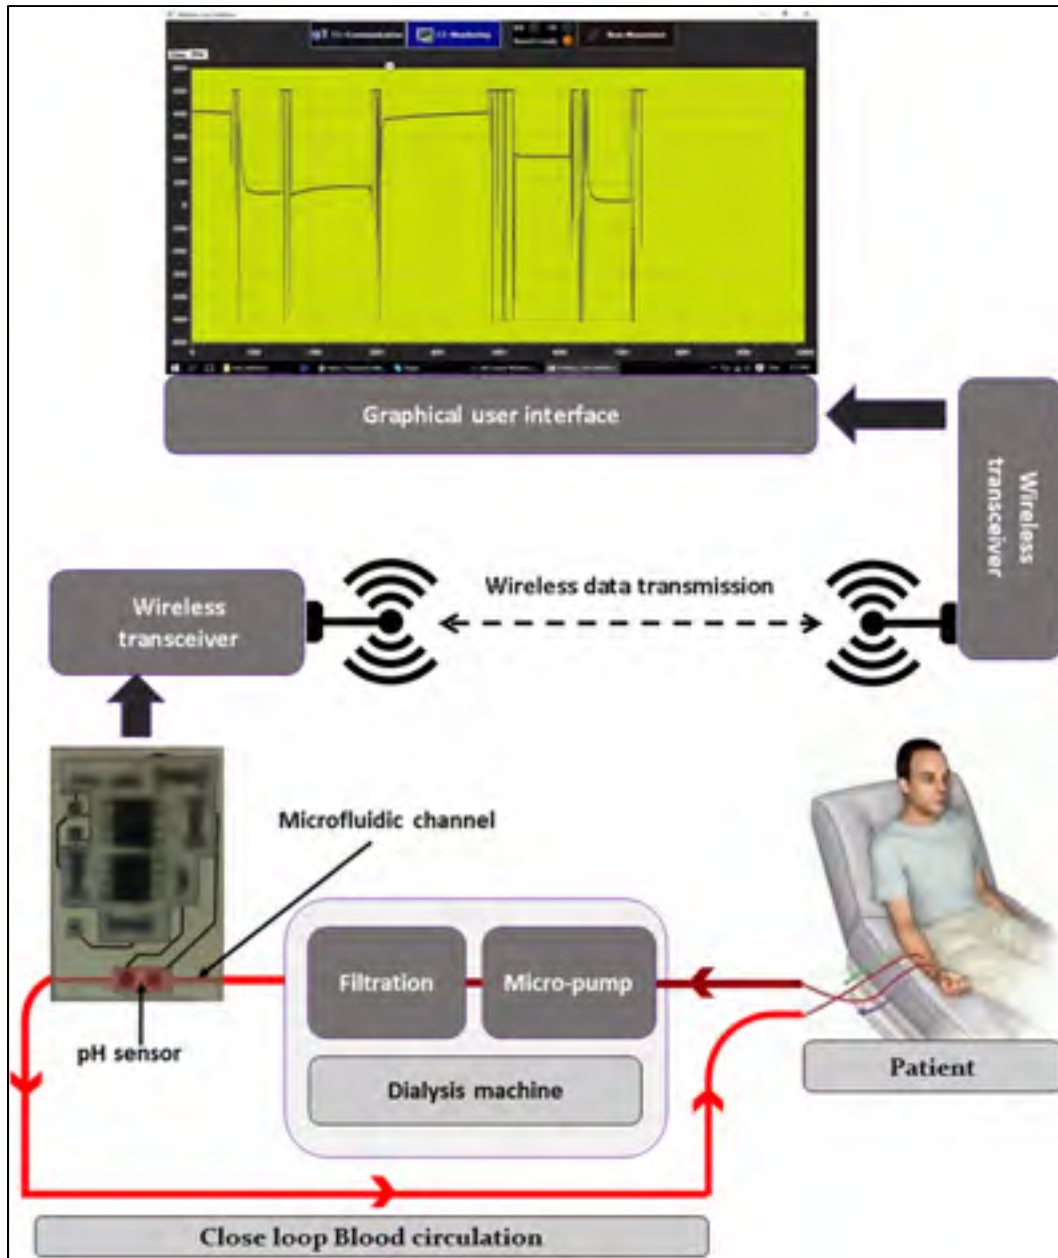 Graphical user interface
Wireless
transceiver
Wireless
transceiver
Wireless data transmission
Microfluidic channel
pH sensor
Filtration
Micro-pump
Dialysis machine
Patient
Close loop Blood circulation